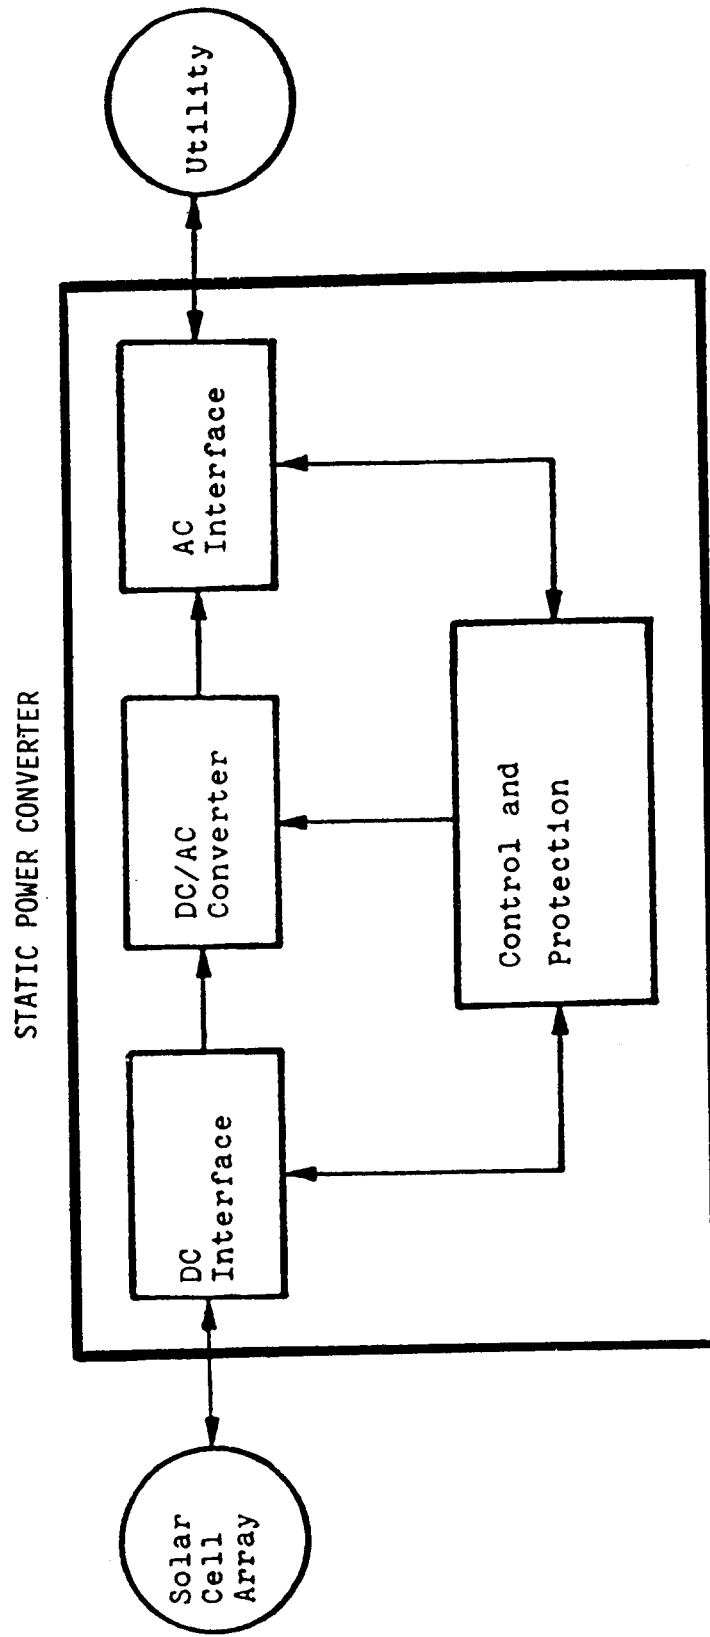 STATIC POWER CONVERTER
Solar
Cell
Array
DC
Interface
DC/AC
Converter
AC
Interface
Utility
Control and
Protection